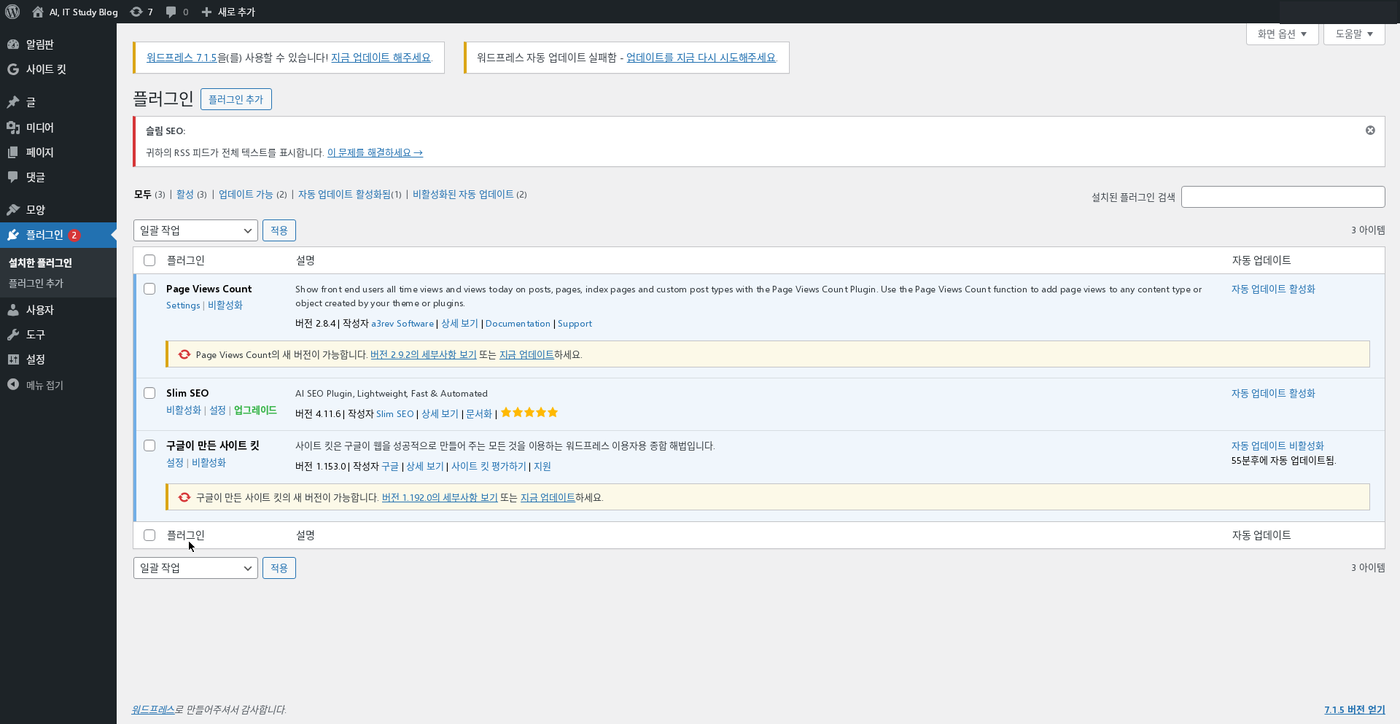 AI, IT Study Blog 7 0 새로 추가
화면 옵션 도움말
알림판
사이트 킷
글
미디어
페이지
댓글
모양
플러그인 2
설치한 플러그인
플러그인 추가
사용자
도구
설정
메뉴 접기
워드프레스 7.1.5을(를) 사용할 수 있습니다! 지금 업데이트 해주세요.
워드프레스 자동 업데이트 실패함 - 업데이트를 지금 다시 시도해주세요.
플러그인 플러그인 추가
슬림 SEO:
귀하의 RSS 피드가 전체 텍스트를 표시합니다. 이 문제를 해결하세요 →
모두 (3) | 활성 (3) | 업데이트 가능 (2) | 자동 업데이트 활성화됨(1) | 비활성화된 자동 업데이트 (2)
설치된 플러그인 검색
일괄 작업 적용 3 아이템
플러그인 설명 자동 업데이트
Page Views Count
Settings | 비활성화
Show front end users all time views and views today on posts, pages, index pages and custom post types with the Page Views Count Plugin. Use the Page Views Count function to add page views to any content type or
object created by your theme or plugins.
버전 2.8.4 | 작성자 a3rev Software | 상세 보기 | Documentation | Support
자동 업데이트 활성화
Page Views Count의 새 버전이 가능합니다. 버전 2.9.2의 세부사항 보기 또는 지금 업데이트하세요.
Slim SEO
비활성화 | 설정 | 업그레이드
AI SEO Plugin, Lightweight, Fast & Automated
버전 4.11.6 | 작성자 Slim SEO | 상세 보기 | 문서화 |
자동 업데이트 활성화
구글이 만든 사이트 킷
설정 | 비활성화
사이트 킷은 구글이 웹을 성공적으로 만들어 주는 모든 것을 이용하는 워드프레스 이용자용 종합 해법입니다.
버전 1.153.0 | 작성자 구글 | 상세 보기 | 사이트 킷 평가하기 | 지원
자동 업데이트 비활성화
55분후에 자동 업데이트됨.
구글이 만든 사이트 킷의 새 버전이 가능합니다. 버전 1.192.0의 세부사항 보기 또는 지금 업데이트하세요.
플러그인 설명 자동 업데이트
일괄 작업 적용 3 아이템
워드프레스로 만들어주셔서 감사합니다.
7.1.5 버전 얻기